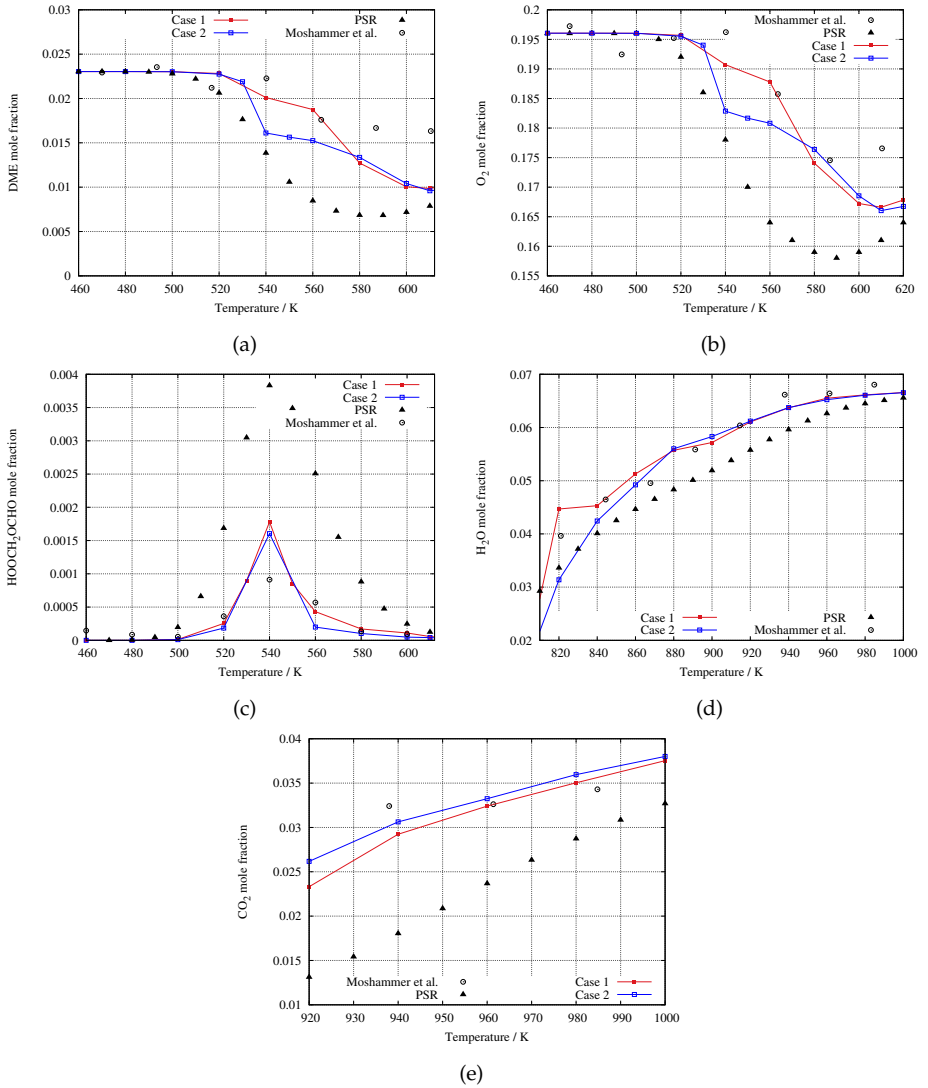 Case 1
Case 2
PSR
Moshammer et al.
DME mole fraction
0.03
0.025
0.02
0.015
0.01
0.005
0
460 480 500 520 540 560 580 600
Temperature / K
(a)
Moshammer et al.
PSR
Case 1
Case 2
O2 mole fraction
0.2
0.195
0.19
0.185
0.18
0.175
0.17
0.165
0.16
0.155
460 480 500 520 540 560 580 600 620
Temperature / K
(b)
Case 1
Case 2
PSR
Moshammer et al.
HOOCH2OCHO mole fraction
0.004
0.0035
0.003
0.0025
0.002
0.0015
0.001
0.0005
0
460 480 500 520 540 560 580 600
Temperature / K
(c)
H2O mole fraction
0.07
0.06
0.05
0.04
0.03
0.02
Case 1
Case 2
PSR
Moshammer et al.
820 840 860 880 900 920 940 960 980 1000
Temperature / K
(d)
CO2 mole fraction
0.04
0.035
0.03
0.025
0.02
0.015
0.01
Moshammer et al.
PSR
Case 1
Case 2
920 930 940 950 960 970 980 990 1000
Temperature / K
(e)